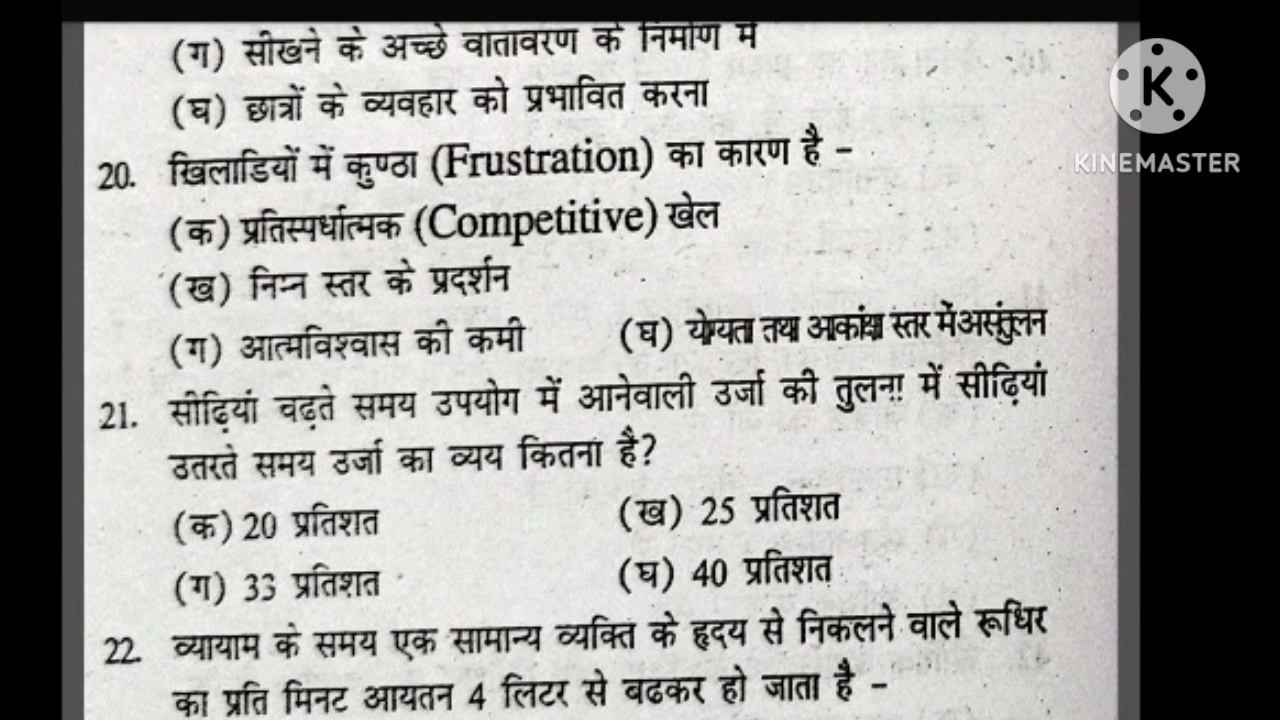 (ग) सीखने के अच्छे वातावरण के निर्माण में
(घ) छात्रों के व्यवहार को प्रभावित करना
20. खिलाडियों में कुण्ठा (Frustration) का कारण है -
(क) प्रतिस्पर्धात्मक (Competitive) खेल
(ख) निम्न स्तर के प्रदर्शन
(ग) आत्मविश्वास की कमी (घ) योग्यता तथा आकांक्षा स्तर में असंतुलन
21. सीढ़ियां चढ़ते समय उपयोग में आनेवाली उर्जा की तुलना में सीढ़ियां
उतरते समय उर्जा का व्यय कितना है?
(क) 20 प्रतिशत (ख) 25 प्रतिशत
(ग) 33 प्रतिशत (घ) 40 प्रतिशत
22. व्यायाम के समय एक सामान्य व्यक्ति के हृदय से निकलने वाले रूधिर
का प्रति मिनट आयतन 4 लिटर से बढकर हो जाता है -
K
KINEMASTER